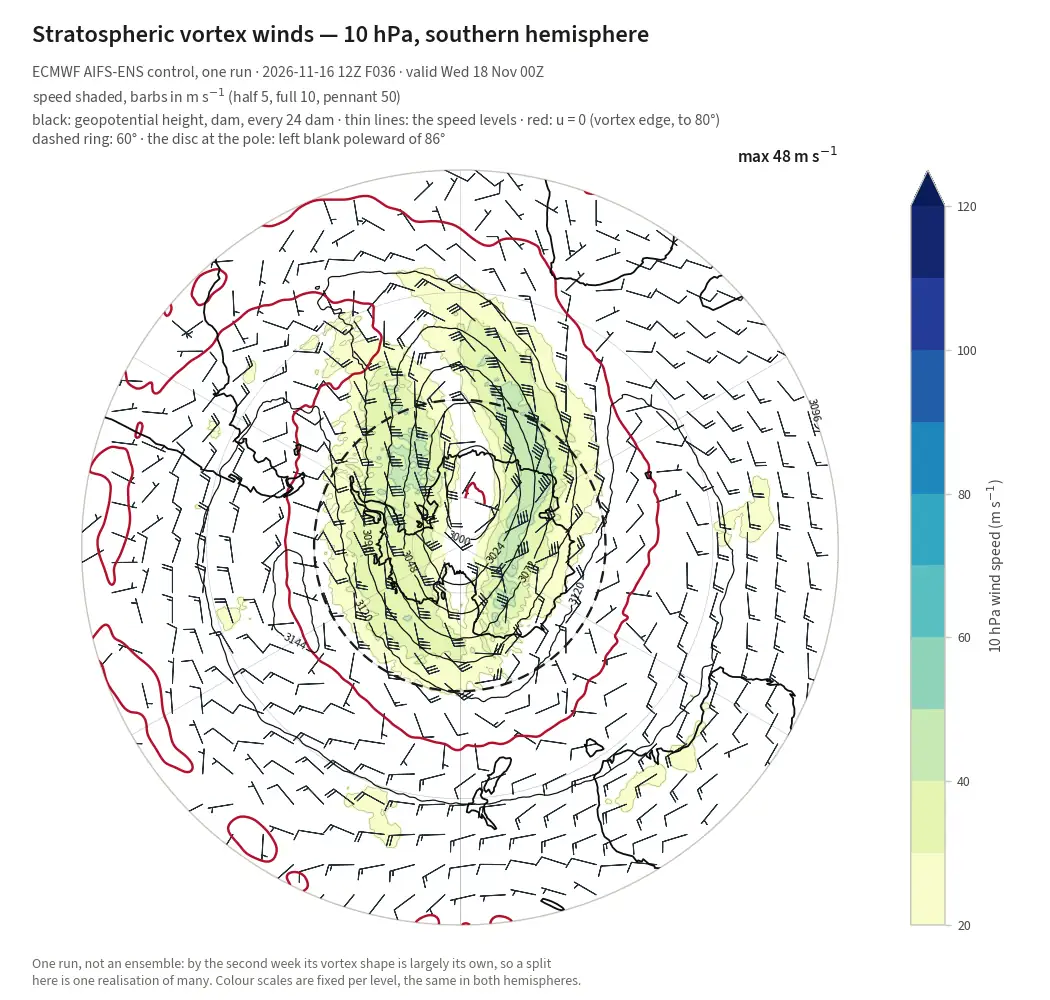 Stratospheric vortex winds — 10 hPa, southern hemisphere
ECMWF AIFS-ENS control, one run · 2026-11-16 12Z F036 · valid Wed 18 Nov 00Z
speed shaded, barbs in m s⁻¹ (half 5, full 10, pennant 50)
black: geopotential height, dam, every 24 dam · thin lines: the speed levels · red: u = 0 (vortex edge, to 80°)
dashed ring: 60° · the disc at the pole: left blank poleward of 86°
max 48 m s⁻¹
120
100
80
60
40
20
10 hPa wind speed (m s⁻¹)
3096
3000
3024
3120
3144
One run, not an ensemble: by the second week its vortex shape is largely its own, so a split
here is one realisation of many. Colour scales are fixed per level, the same in both hemispheres.